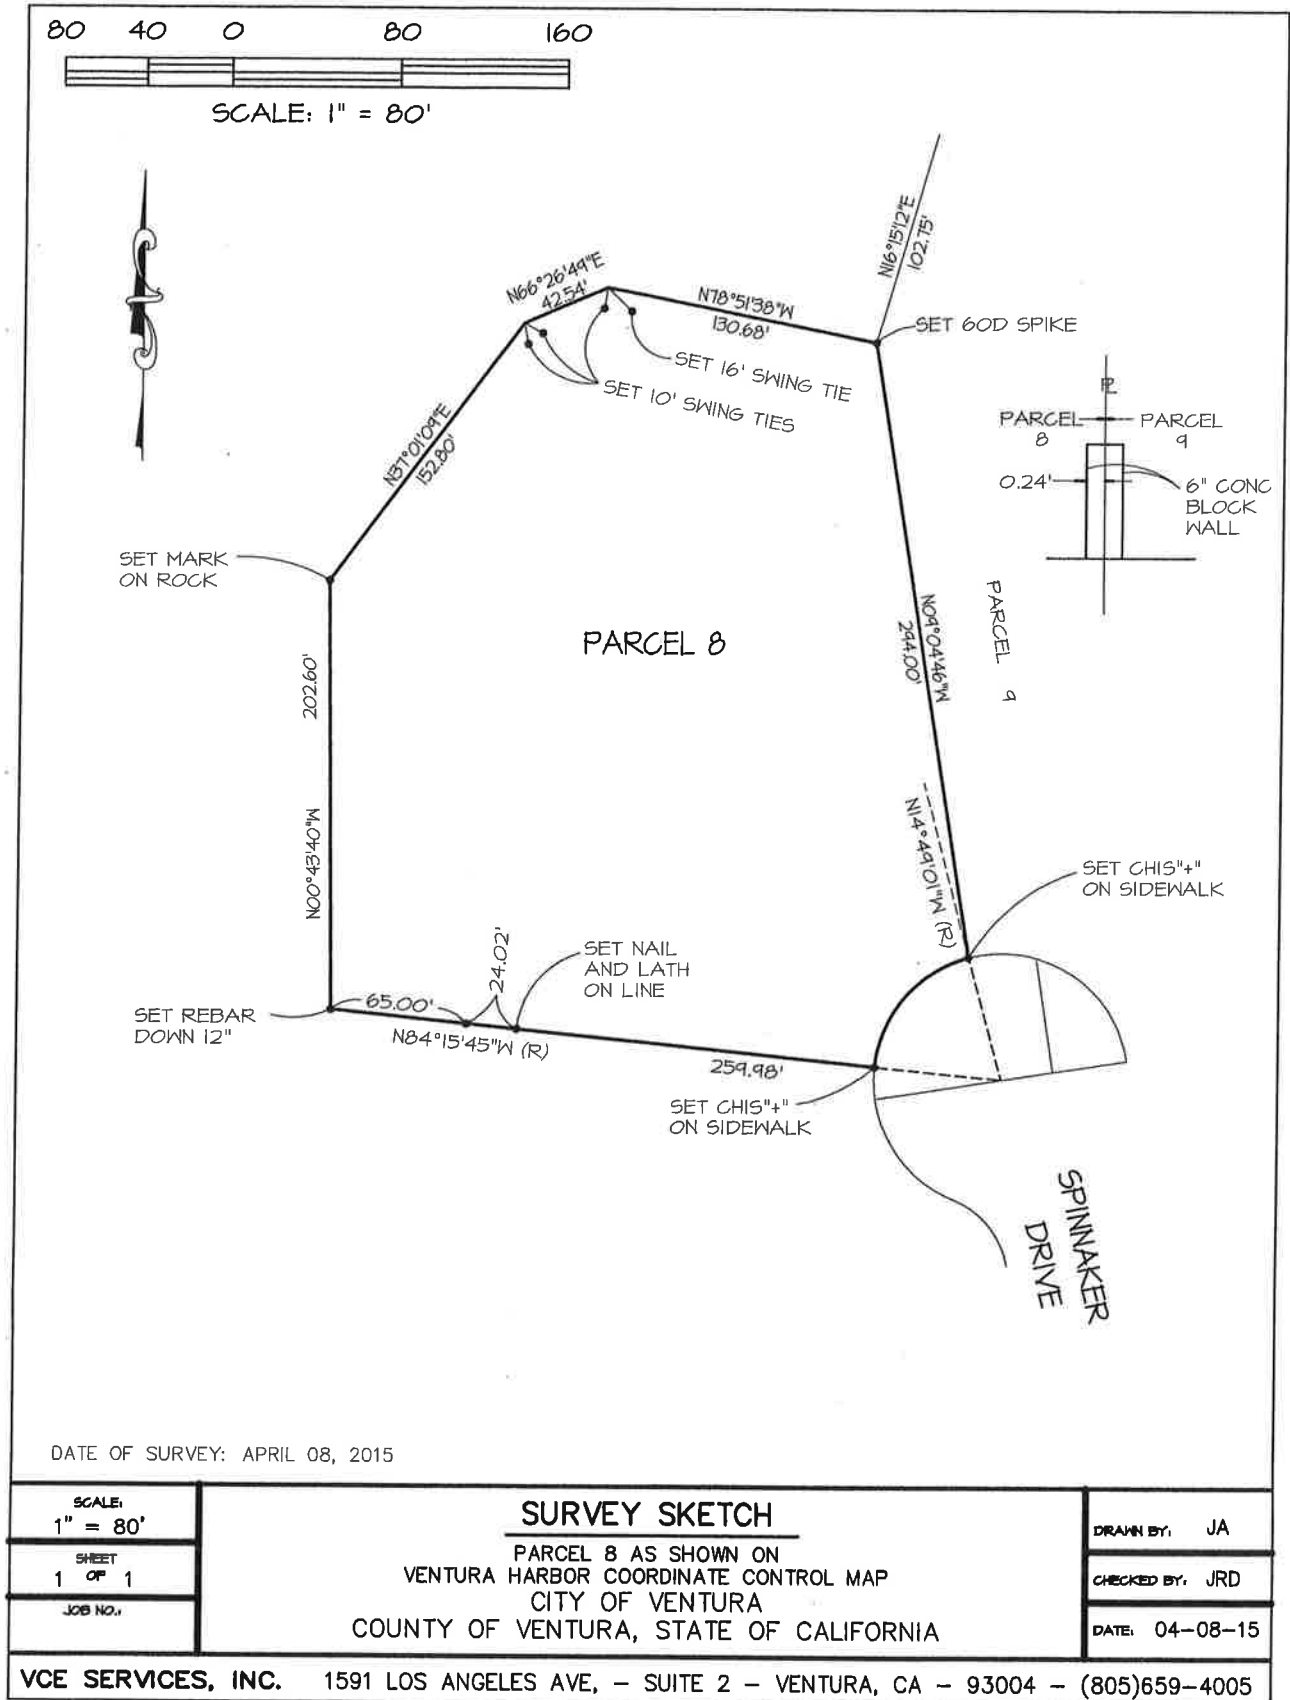 80 40 0 80 160
SCALE: 1" = 80'
N16°15'12"E
102.75'
N66°26'49"E
42.54'
N78°51'38"W
130.68'
SET 60D SPIKE
SET 16' SWING TIE
SET 10' SWING TIES
PL
PARCEL
8
PARCEL
9
0.24'
6" CONC
BLOCK
WALL
N37°01'09"E
152.80'
SET MARK
ON ROCK
PARCEL 8
N09°04'46"W
294.00'
PARCEL 9
202.60'
N00°43'40"W
N14°49'01"W (R)
SET CHIS"+"
ON SIDEWALK
24.02'
SET NAIL
AND LATH
ON LINE
65.00'
SET REBAR
DOWN 12"
N84°15'45"W (R)
259.98'
SET CHIS"+"
ON SIDEWALK
SPINNAKER
DRIVE
DATE OF SURVEY: APRIL 08, 2015
SCALE:
1" = 80'
SHEET
1 OF 1
JOB NO.:
SURVEY SKETCH
PARCEL 8 AS SHOWN ON
VENTURA HARBOR COORDINATE CONTROL MAP
CITY OF VENTURA
COUNTY OF VENTURA, STATE OF CALIFORNIA
DRAWN BY: JA
CHECKED BY: JRD
DATE: 04-08-15
VCE SERVICES, INC. 1591 LOS ANGELES AVE, - SUITE 2 - VENTURA, CA - 93004 - (805)659-4005